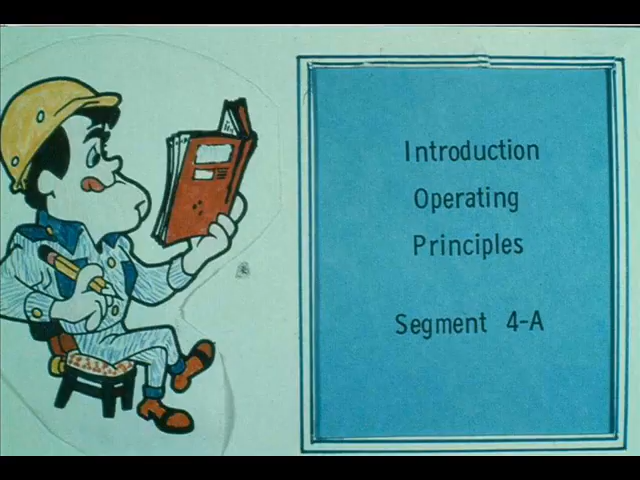 Introduction
Operating
Principles
Segment 4-A